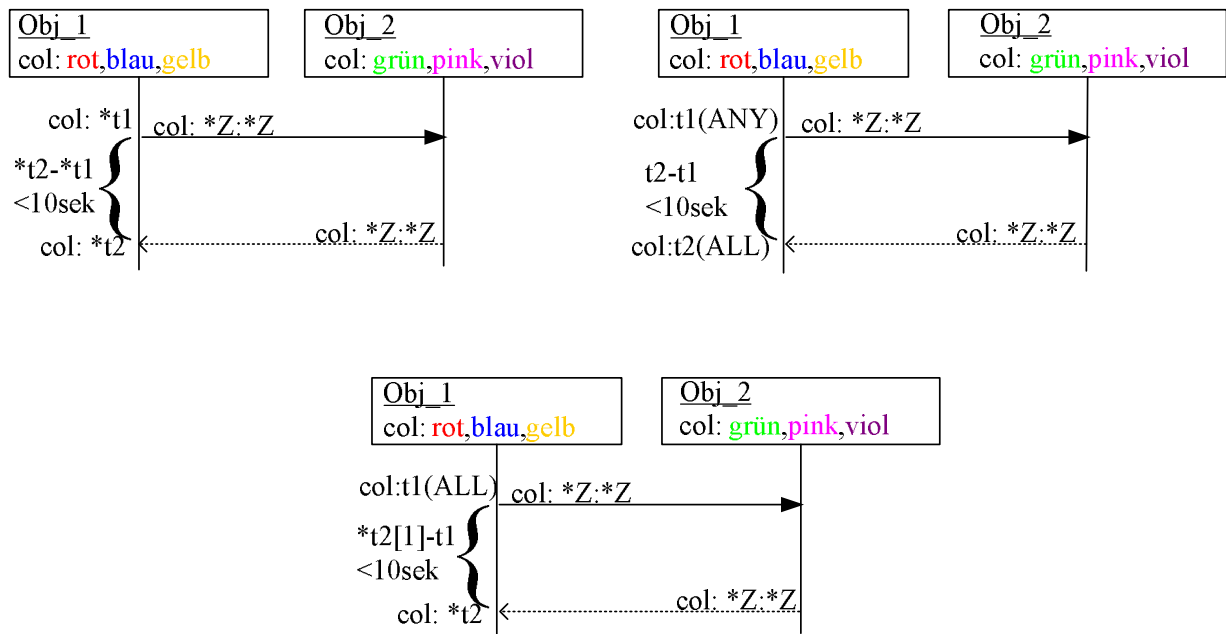 Obj_1
col: rot,blau,gelb
Obj_2
col: grün,pink,viol
col: *t1
col: *Z:*Z
*t2-*t1
<10sek
col: *Z:*Z
col: *t2
Obj_1
col: rot,blau,gelb
Obj_2
col: grün,pink,viol
col:t1(ANY)
col: *Z:*Z
t2-t1
<10sek
col: *Z:*Z
col:t2(ALL)
Obj_1
col: rot,blau,gelb
Obj_2
col: grün,pink,viol
col:t1(ALL)
col: *Z:*Z
*t2[1]-t1
<10sek
col: *Z:*Z
col: *t2